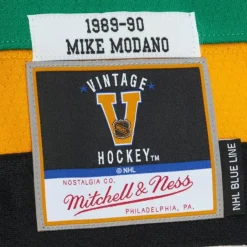 1989-90
MIKE MODANO
VINTAGE
V
HOCKEY™
© NHL
NOSTALGIA CO.
Mitchell & Ness
PHILADELPHIA, PA.
NHL BLUE LINE